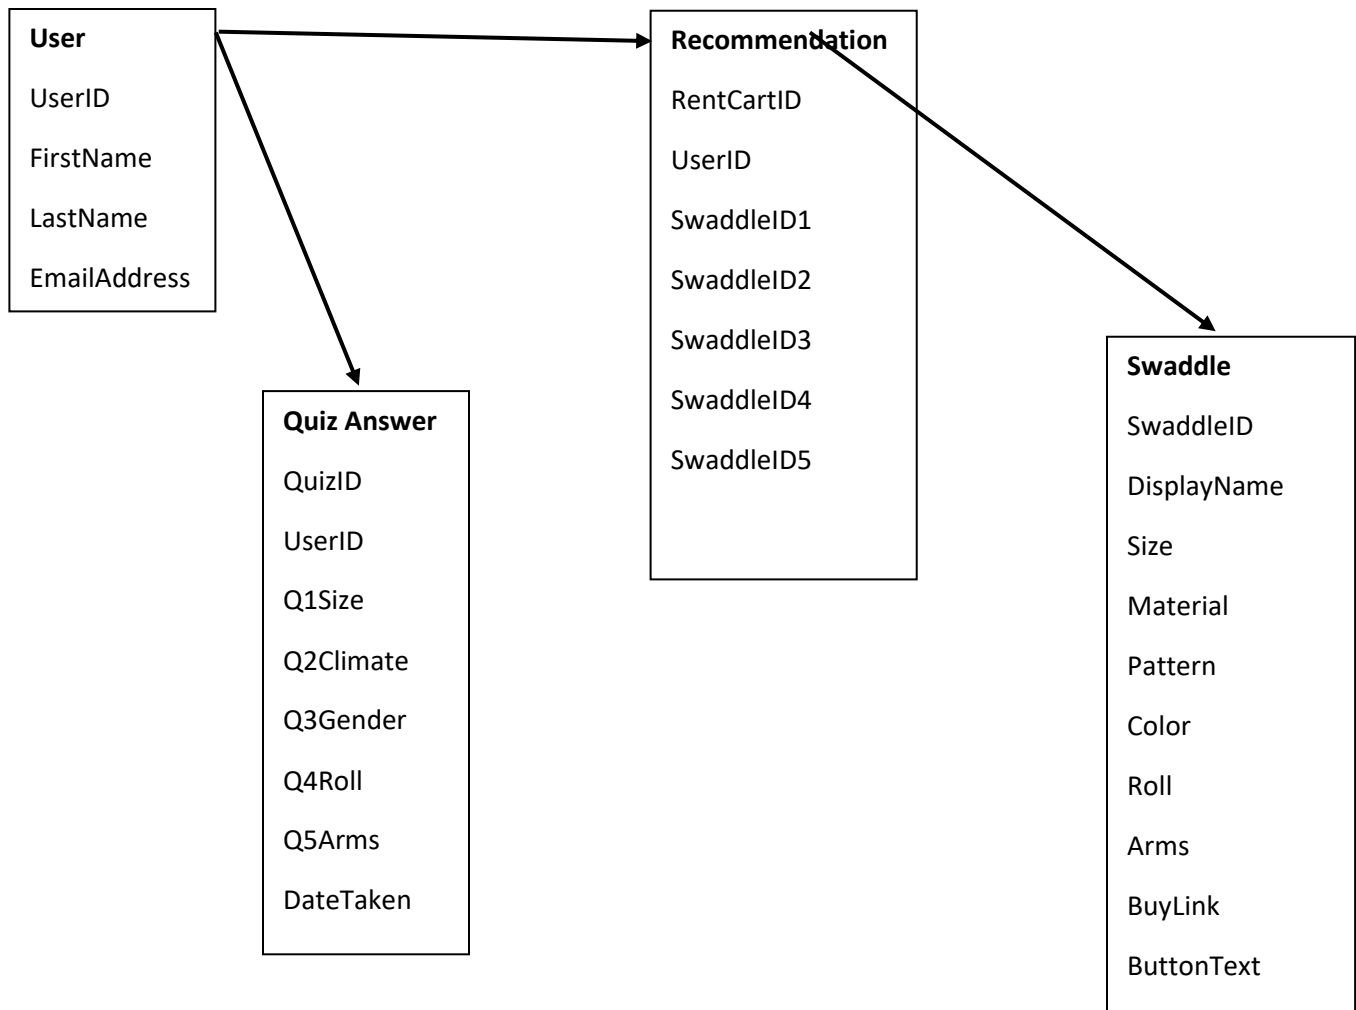 User
UserID
FirstName
LastName
EmailAddress
Recommendation
RentCartID
UserID
SwaddleID1
SwaddleID2
SwaddleID3
SwaddleID4
SwaddleID5
Quiz Answer
QuizID
UserID
Q1Size
Q2Climate
Q3Gender
Q4Roll
Q5Arms
DateTaken
Swaddle
SwaddleID
DisplayName
Size
Material
Pattern
Color
Roll
Arms
BuyLink
ButtonText